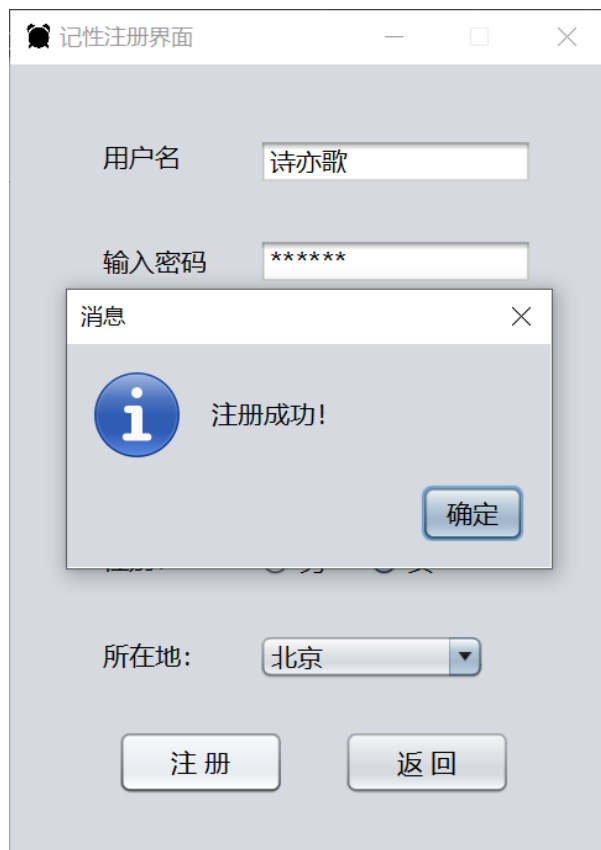 记性注册界面
用户名 诗亦歌
输入密码 ******
消息
注册成功!
确定
所在地: 北京
注 册 返 回